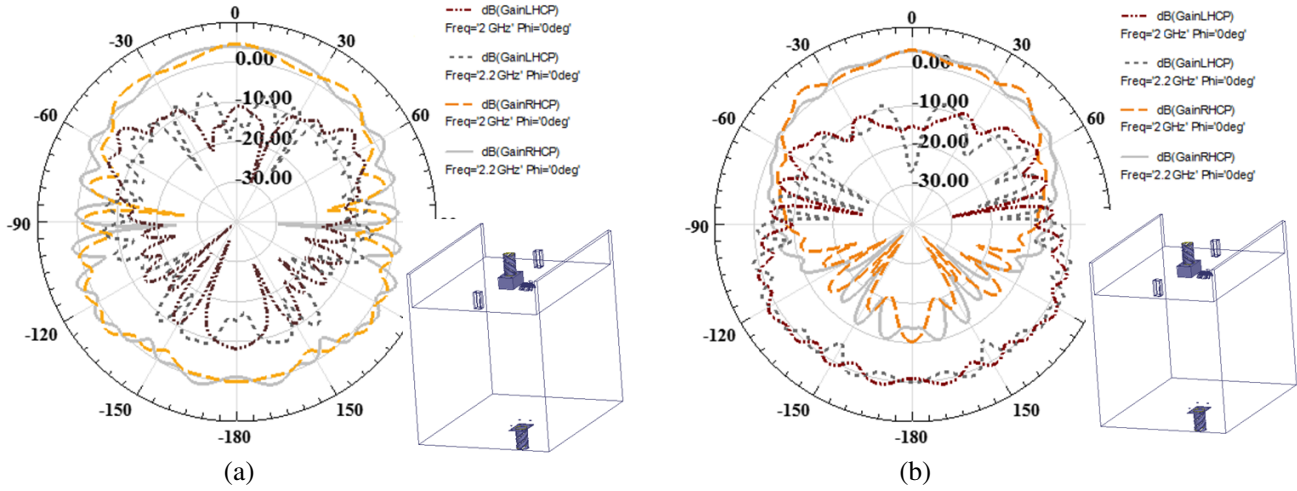 0
-30
30
0.00
-10.00
-60
60
-20.00
-30.00
-90
-120
-150
150
-180
dB(GainLHCP)
Freq='2 GHz' Phi='0deg'
dB(GainLHCP)
Freq='2.2 GHz' Phi='0deg'
dB(GainRHCP)
Freq='2 GHz' Phi='0deg'
dB(GainRHCP)
Freq='2.2 GHz' Phi='0deg'
(a)
0
-30
30
0.00
-10.00
-60
60
-20.00
-30.00
-90
-120
-150
150
-180
dB(GainLHCP)
Freq='2 GHz' Phi='0deg'
dB(GainLHCP)
Freq='2.2 GHz' Phi='0deg'
dB(GainRHCP)
Freq='2 GHz' Phi='0deg'
dB(GainRHCP)
Freq='2.2 GHz' Phi='0deg'
(b)